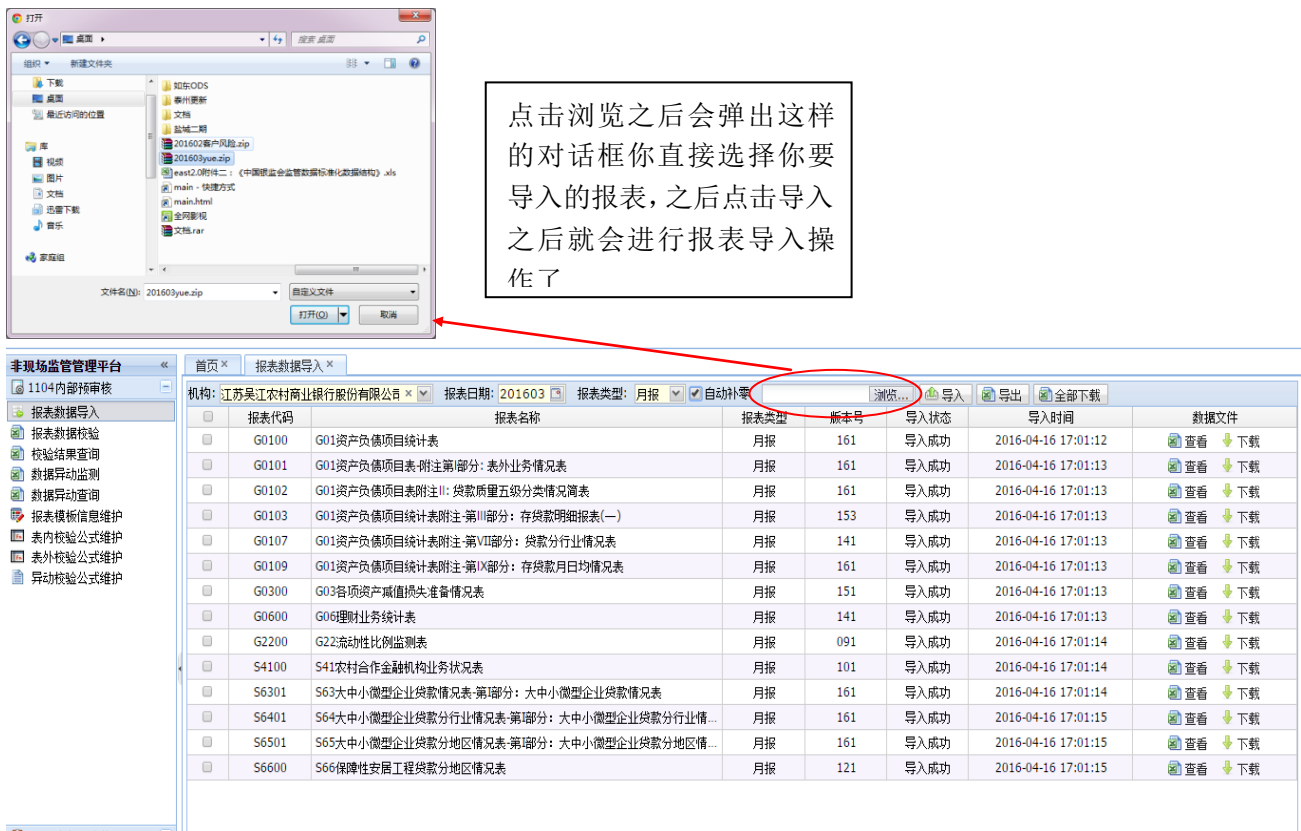 打开
桌面
搜索 桌面
组织 新建文件夹
下载
桌面
最近访问的位置
库
视频
图片
文档
迅雷下载
音乐
家庭组
如东ODS
泰州更新
文档
盐城二期
201602客户风险.zip
201603yue.zip
east2.0附件二：《中国银监会监管数据标准化数据结构》.xls
main - 快捷方式
main.html
全网影视
文档.rar
文件名(N): 201603yue.zip 自定义文件
打开(O) 取消
点击浏览之后会弹出这样
的对话框你直接选择你要
导入的报表，之后点击导入
之后就会进行报表导入操
作了
非现场监管管理平台 «
1104内部预审核
报表数据导入
报表数据校验
校验结果查询
数据异动监测
数据异动查询
报表模板信息维护
表内校验公式维护
表外校验公式维护
异动校验公式维护
首页 × 报表数据导入 ×
机构: 江苏吴江农村商业银行股份有限公司 × 报表日期: 201603 报表类型: 月报 自动补零 浏览... 导入 导出 全部下载
报表代码 报表名称 报表类型 版本号 导入状态 导入时间 数据文件
G0100 G01资产负债项目统计表 月报 161 导入成功 2016-04-16 17:01:12 查看 下载
G0101 G01资产负债项目表-附注第I部分: 表外业务情况表 月报 161 导入成功 2016-04-16 17:01:13 查看 下载
G0102 G01资产负债项目表附注II: 贷款质量五级分类情况简表 月报 161 导入成功 2016-04-16 17:01:13 查看 下载
G0103 G01资产负债项目统计表附注-第III部分：存贷款明细报表(一) 月报 153 导入成功 2016-04-16 17:01:13 查看 下载
G0107 G01资产负债项目统计表附注-第VII部分：贷款分行业情况表 月报 141 导入成功 2016-04-16 17:01:13 查看 下载
G0109 G01资产负债项目统计表附注-第IX部分：存贷款月日均情况表 月报 161 导入成功 2016-04-16 17:01:13 查看 下载
G0300 G03各项资产减值损失准备情况表 月报 151 导入成功 2016-04-16 17:01:13 查看 下载
G0600 G06理财业务统计表 月报 141 导入成功 2016-04-16 17:01:13 查看 下载
G2200 G22流动性比例监测表 月报 091 导入成功 2016-04-16 17:01:14 查看 下载
S4100 S41农村合作金融机构业务状况表 月报 101 导入成功 2016-04-16 17:01:14 查看 下载
S6301 S63大中小微型企业贷款情况表-第I部分：大中小微型企业贷款情况表 月报 161 导入成功 2016-04-16 17:01:14 查看 下载
S6401 S64大中小微型企业贷款分行业情况表-第I部分：大中小微型企业贷款分行业情... 月报 161 导入成功 2016-04-16 17:01:15 查看 下载
S6501 S65大中小微型企业贷款分地区情况表-第I部分：大中小微型企业贷款分地区情... 月报 161 导入成功 2016-04-16 17:01:15 查看 下载
S6600 S66保障性安居工程贷款分地区情况表 月报 121 导入成功 2016-04-16 17:01:15 查看 下载